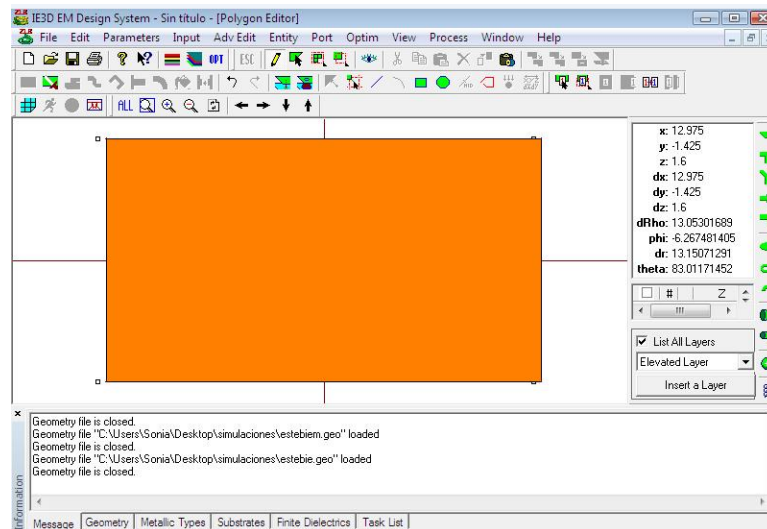 IE3D EM Design System - Sin título - [Polygon Editor]
File Edit Parameters Input Adv Edit Entity Port Optim View Process Window Help
OPT ESC
ALL
x: 12.975
y: -1.425
z: 1.6
dx: 12.975
dy: -1.425
dz: 1.6
dRho: 13.05301689
phi: -6.267481405
dr: 13.15071291
theta: 83.01171452
# Z
List All Layers
Elevated Layer
Insert a Layer
Geometry file is closed.
Geometry file "C:\Users\Sonia\Desktop\simulaciones\estebiem.geo" loaded
Geometry file is closed.
Geometry file "C:\Users\Sonia\Desktop\simulaciones\estebie.geo" loaded
Geometry file is closed.
Information
Message Geometry Metallic Types Substrates Finite Dielectrics Task List